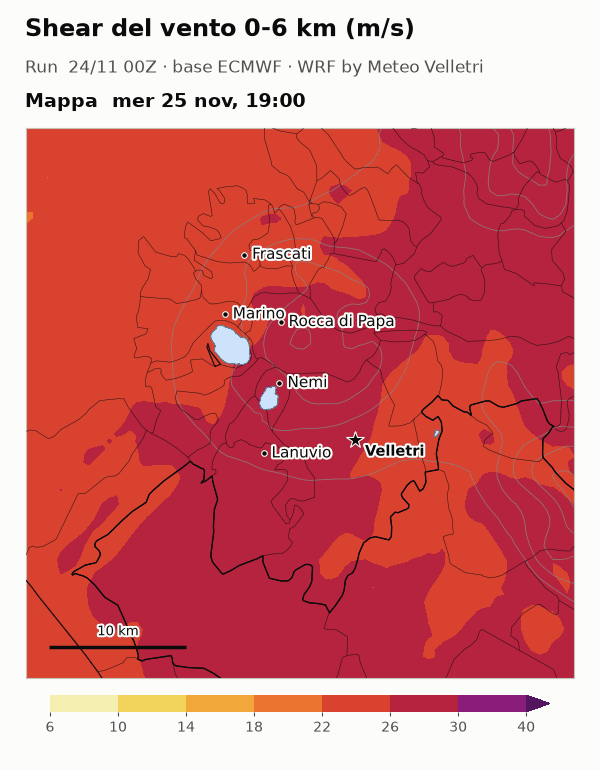 Shear del vento 0-6 km (m/s)
Run  24/11 00Z · base ECMWF · WRF by Meteo Velletri
Mappa  mer 25 nov, 19:00
Frascati
Marino
Rocca di Papa
Nemi
Velletri
Lanuvio
10 km
6 10 14 18 22 26 30 40